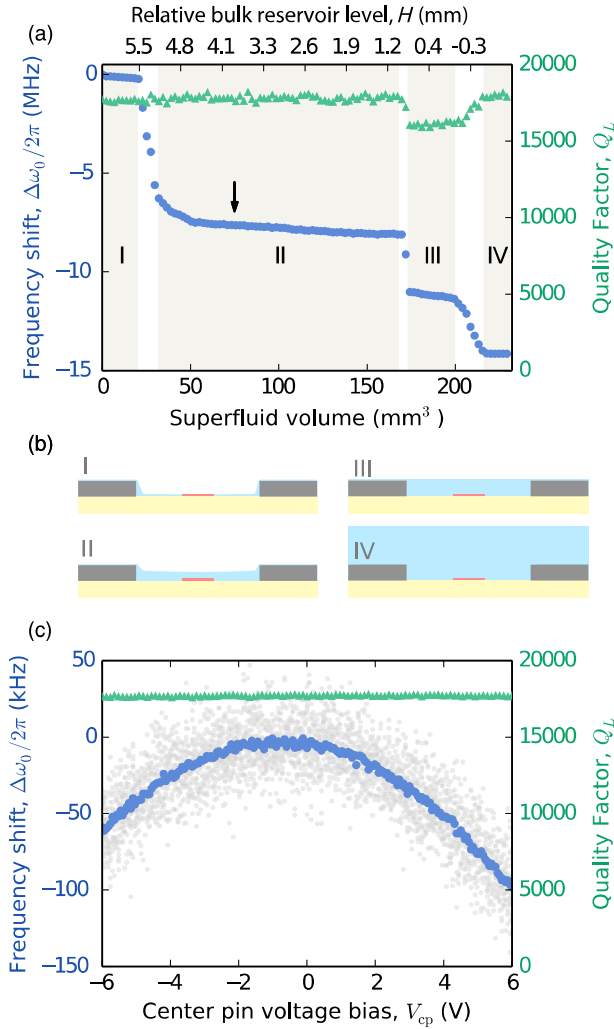 Relative bulk reservoir level, H (mm)
(a)
5.5 4.8 4.1 3.3 2.6 1.9 1.2 0.4 -0.3
0 −5 −10 −15
Frequency shift, Δω₀/2π (MHz)
I II III IV
20000 15000 10000 5000 0
Quality Factor, Q_L
0 50 100 150 200
Superfluid volume (mm³)
(b)
I III
II IV
(c)
50 0 −50 −100 −150
Frequency shift, Δω₀/2π (kHz)
20000 15000 10000 5000 0
Quality Factor, Q_L
−6 −4 −2 0 2 4 6
Center pin voltage bias, V_cp (V)